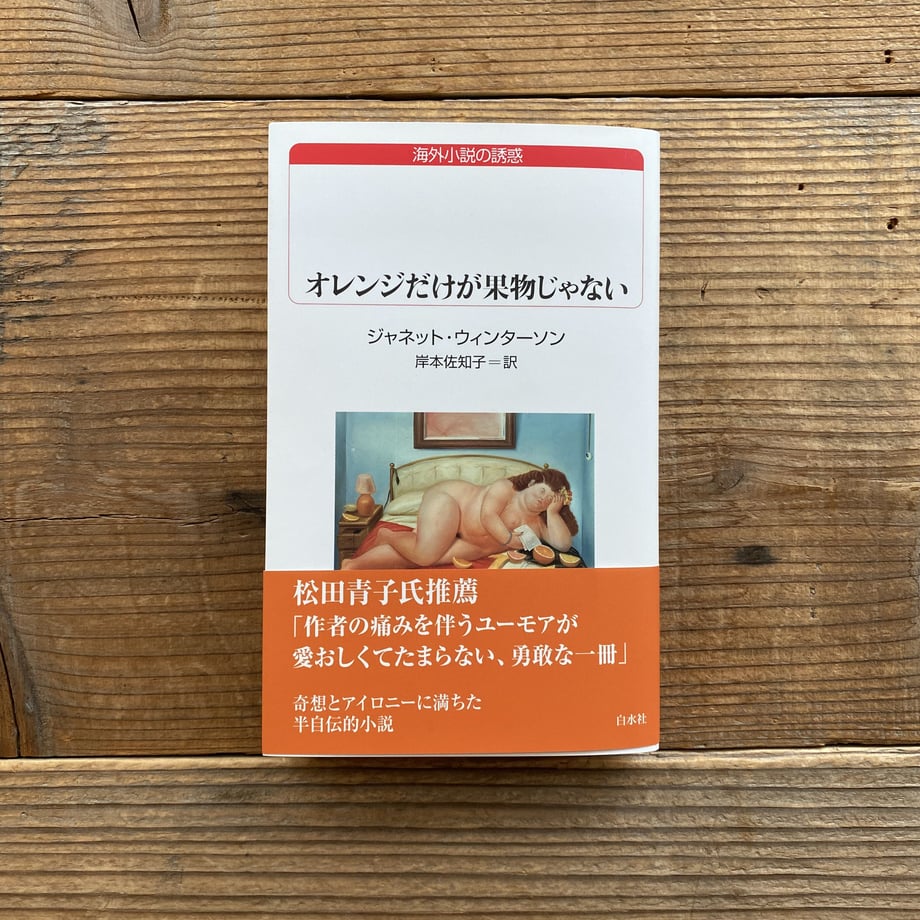 海外小説の誘惑
オレンジだけが果物じゃない
ジャネット・ウィンターソン
岸本佐知子＝訳
松田青子氏推薦
「作者の痛みを伴うユーモアが
愛おしくてたまらない、勇敢な一冊」
奇想とアイロニーに満ちた
半自伝的小説
白水社